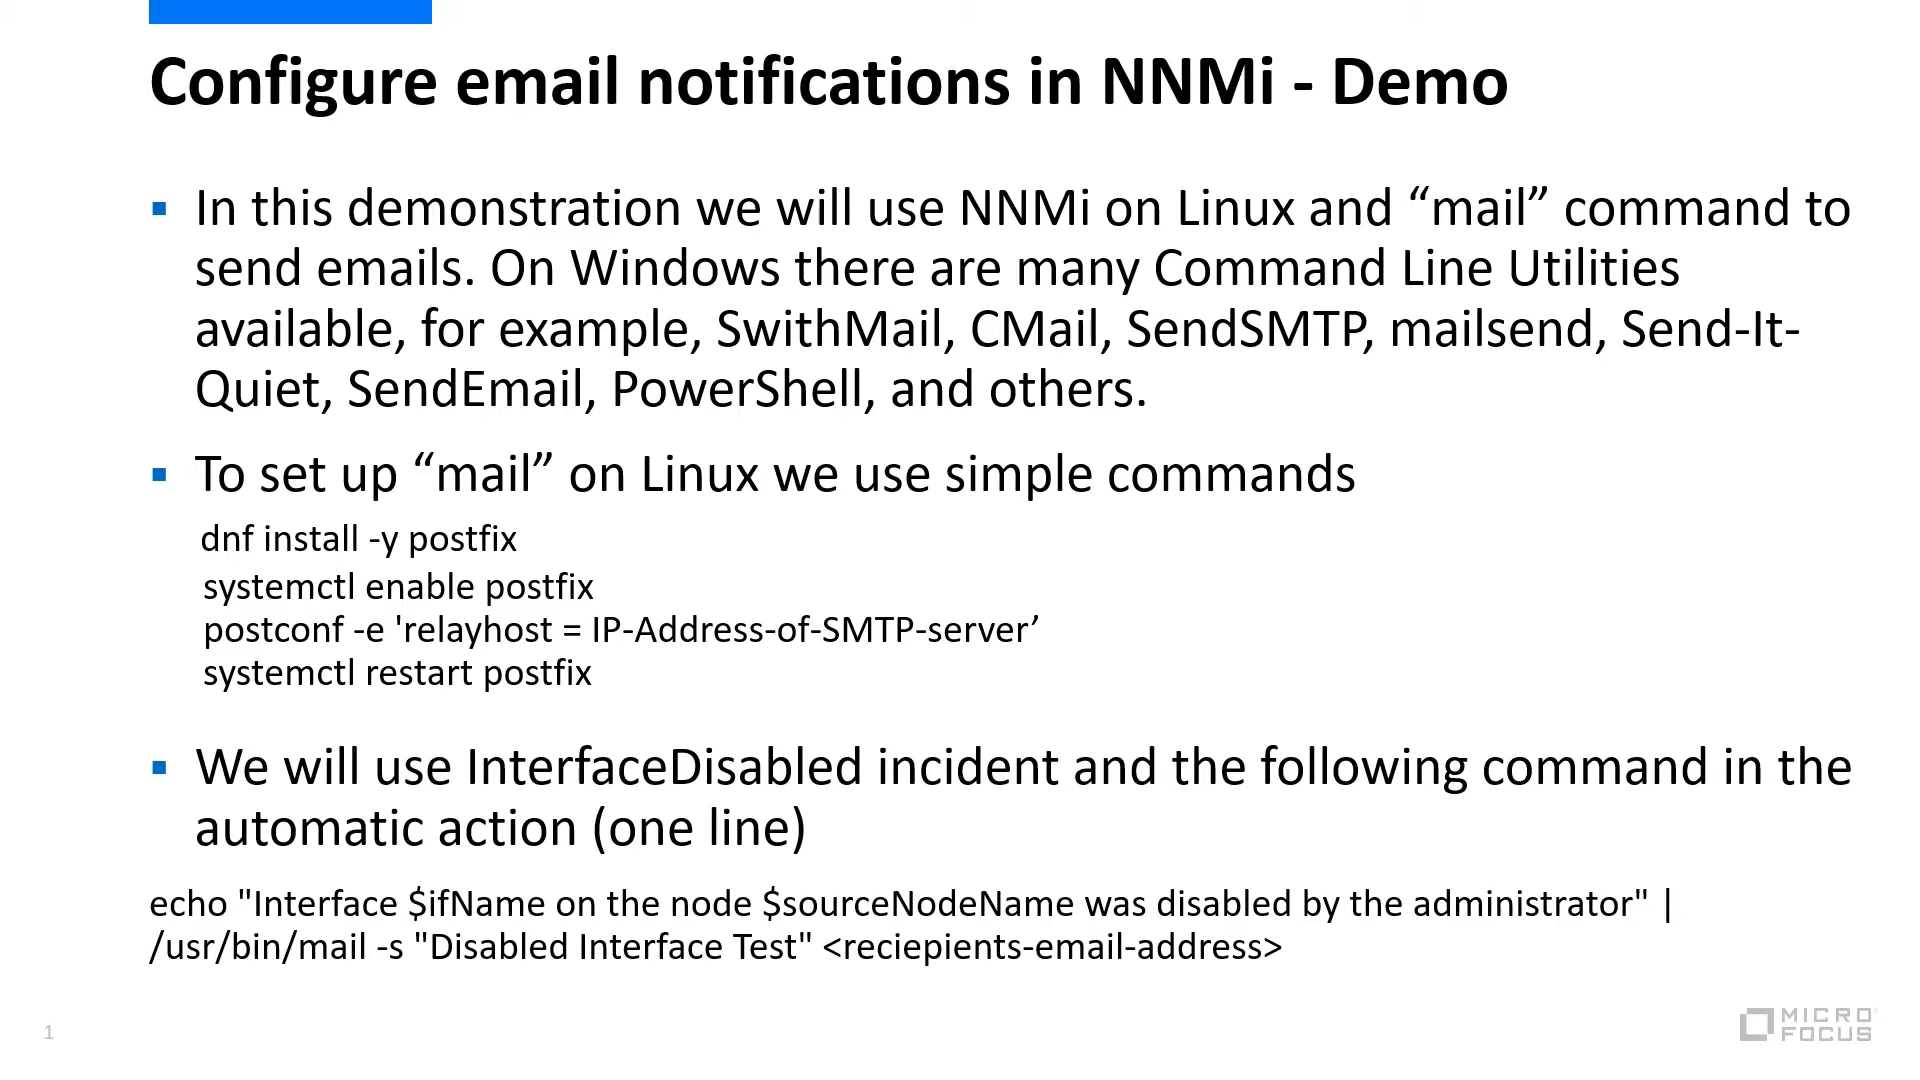 Configure email notifications in NNMi - Demo
▪ In this demonstration we will use NNMi on Linux and “mail” command to
send emails. On Windows there are many Command Line Utilities
available, for example, SwithMail, CMail, SendSMTP, mailsend, Send-It-
Quiet, SendEmail, PowerShell, and others.
▪ To set up “mail” on Linux we use simple commands
dnf install -y postfix
systemctl enable postfix
postconf -e 'relayhost = IP-Address-of-SMTP-server’
systemctl restart postfix
▪ We will use InterfaceDisabled incident and the following command in the
automatic action (one line)
echo "Interface $ifName on the node $sourceNodeName was disabled by the administrator" |
/usr/bin/mail -s "Disabled Interface Test" <reciepients-email-address>
1
MICRO
FOCUS